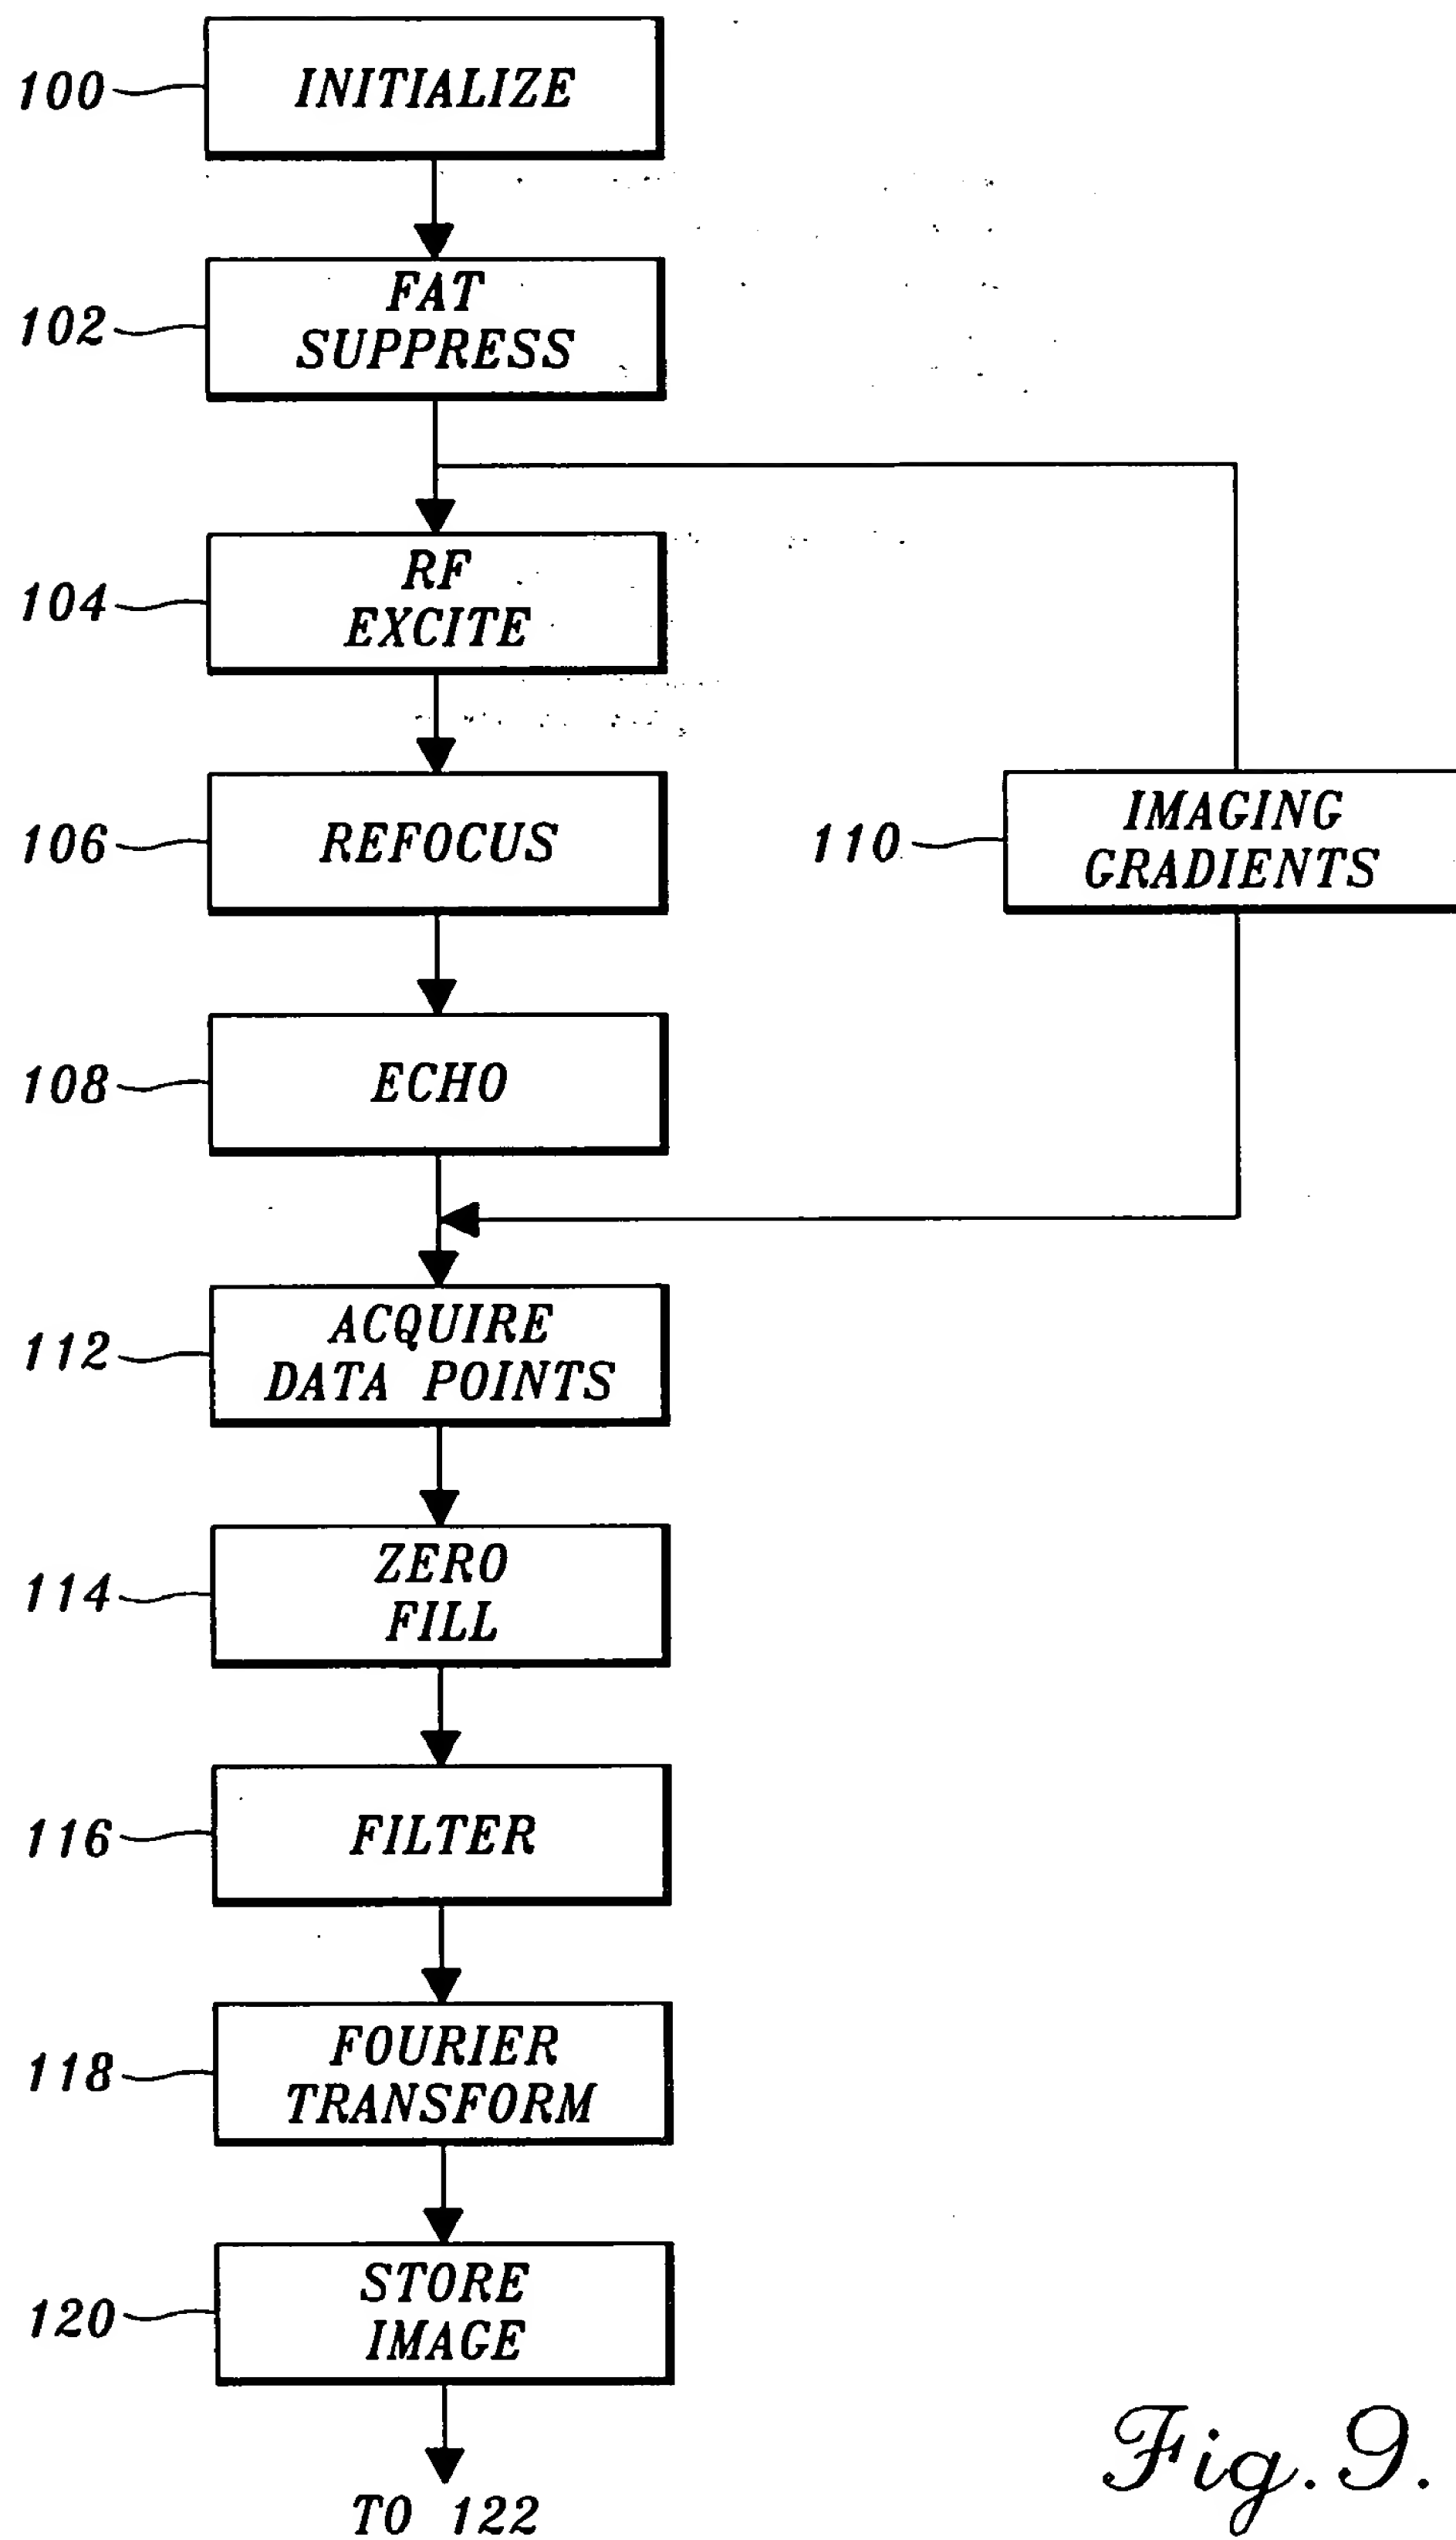 100 INITIALIZE
102 FAT
SUPPRESS
104 RF
EXCITE
106 REFOCUS
110 IMAGING
GRADIENTS
108 ECHO
112 ACQUIRE
DATA POINTS
114 ZERO
FILL
116 FILTER
118 FOURIER
TRANSFORM
120 STORE
IMAGE
TO 122
Fig. 9.